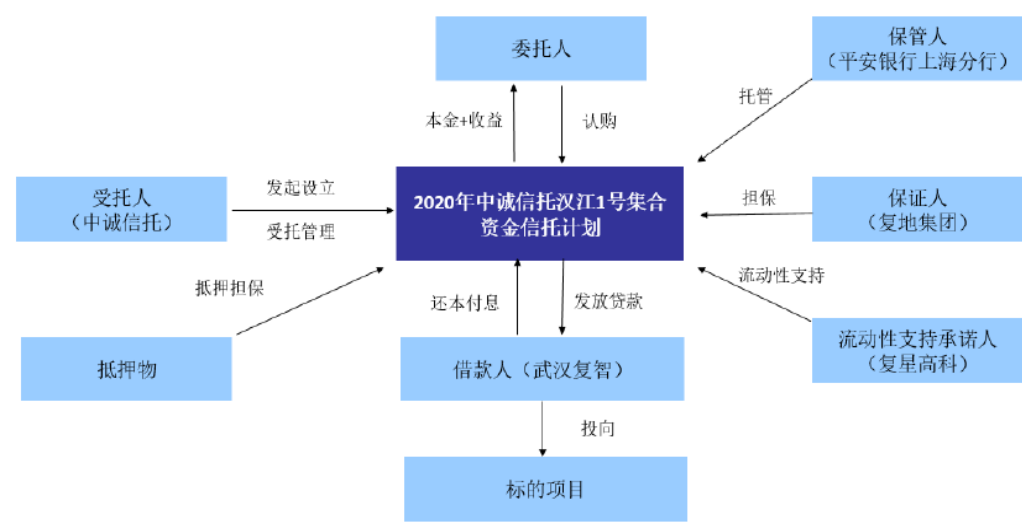 委托人
保管人
（平安银行上海分行）
托管
本金+收益
认购
受托人
（中诚信托）
发起设立
受托管理
2020年中诚信托汉江1号集合
资金信托计划
担保
保证人
（复地集团）
抵押担保
还本付息
发放贷款
流动性支持
抵押物
借款人（武汉复智）
流动性支持承诺人
（复星高科）
投向
标的项目